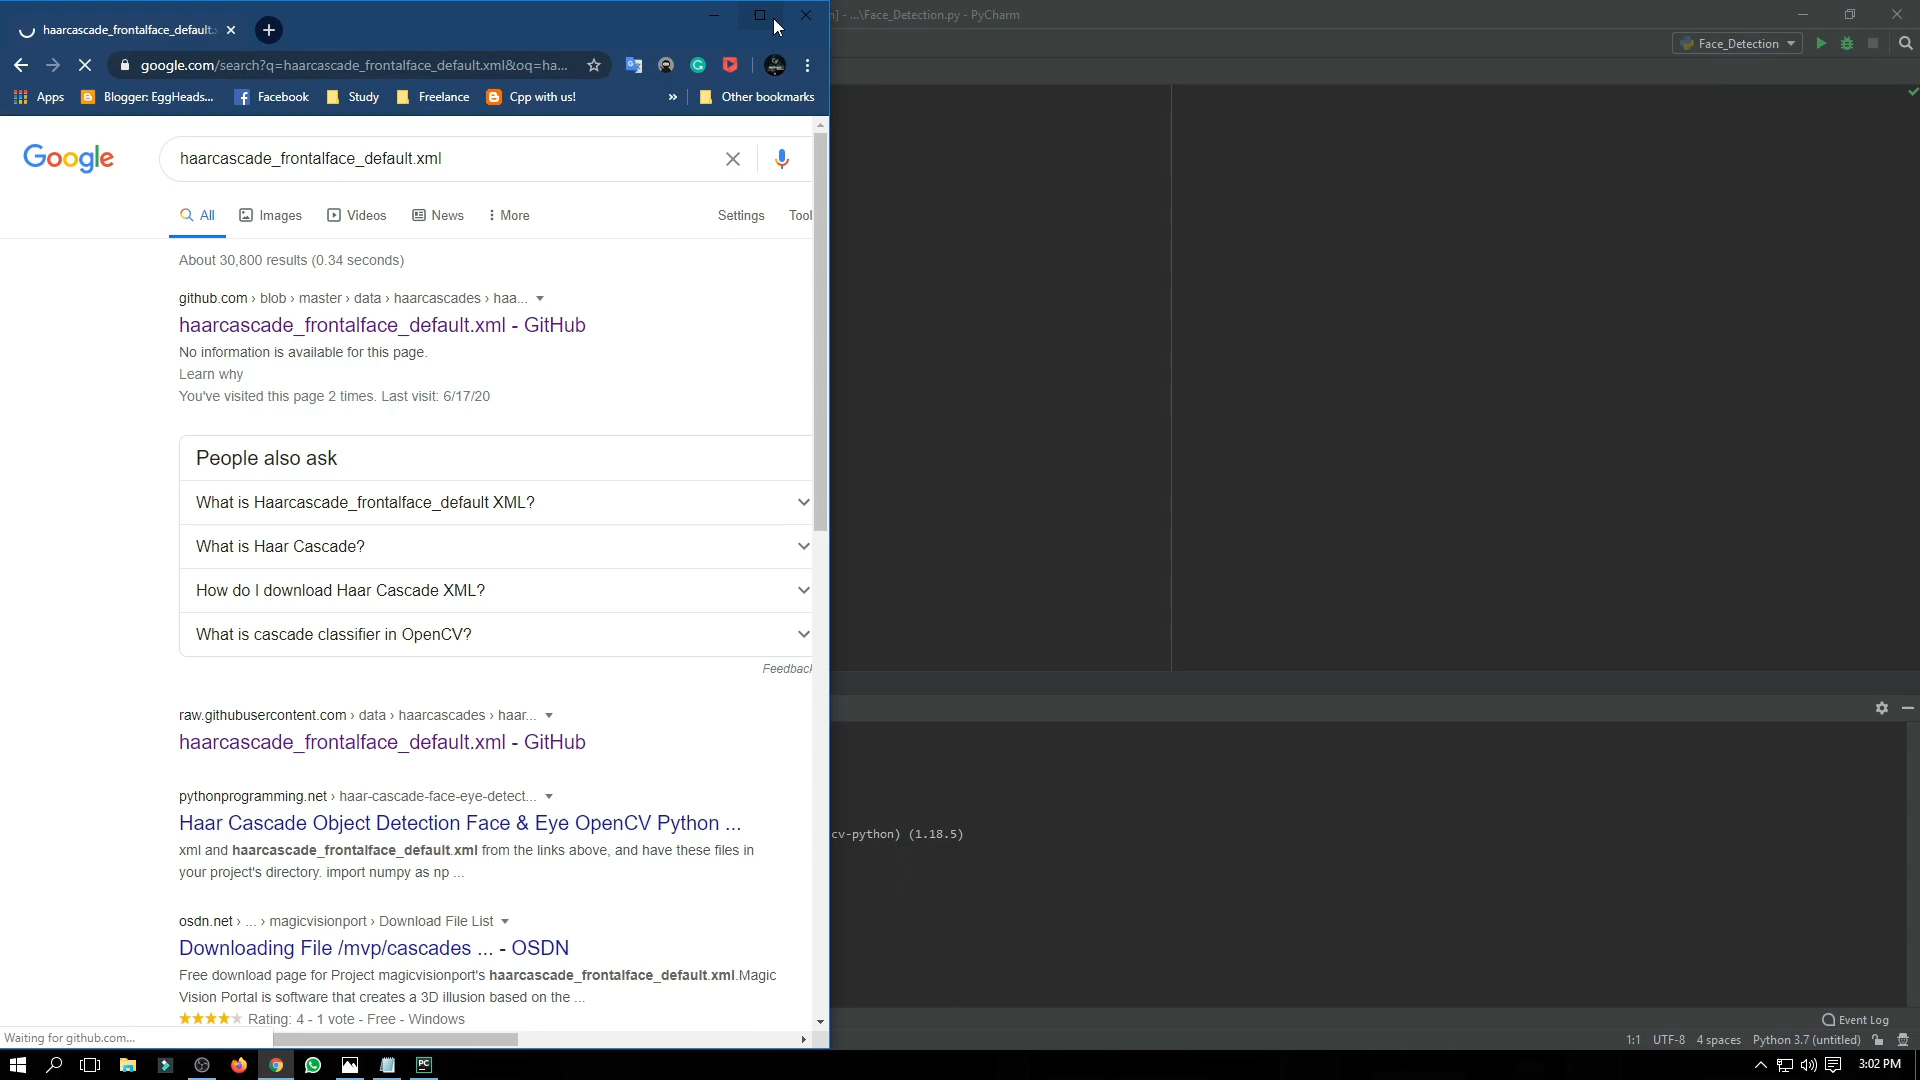 haarcascade_frontalface_default.
google.com/search?q=haarcascade_frontalface_default.xml&oq=ha...
Apps
Blogger: EggHeads...
Facebook
Study
Freelance
Cpp with us!
»
Other bookmarks
Google
haarcascade_frontalface_default.xml
All
Images
Videos
News
More
Settings
Tool
About 30,800 results (0.34 seconds)
github.com › blob › master › data › haarcascades › haa...
haarcascade_frontalface_default.xml - GitHub
No information is available for this page.
Learn why
You've visited this page 2 times. Last visit: 6/17/20
People also ask
What is Haarcascade_frontalface_default XML?
What is Haar Cascade?
How do I download Haar Cascade XML?
What is cascade classifier in OpenCV?
Feedback
raw.githubusercontent.com › data › haarcascades › haar...
haarcascade_frontalface_default.xml - GitHub
pythonprogramming.net › haar-cascade-face-eye-detect...
Haar Cascade Object Detection Face & Eye OpenCV Python ...
xml and haarcascade_frontalface_default.xml from the links above, and have these files in
your project's directory. import numpy as np ...
osdn.net › ... › magicvisionport › Download File List
Downloading File /mvp/cascades ... - OSDN
Free download page for Project magicvisionport's haarcascade_frontalface_default.xml.Magic
Vision Portal is software that creates a 3D illusion based on the ...
Rating: 4 - 1 vote - Free - Windows
Waiting for github.com...
] - ...\Face_Detection.py - PyCharm
Face_Detection
cv-python) (1.18.5)
Event Log
1:1 UTF-8 4 spaces Python 3.7 (untitled)
PC
3:02 PM